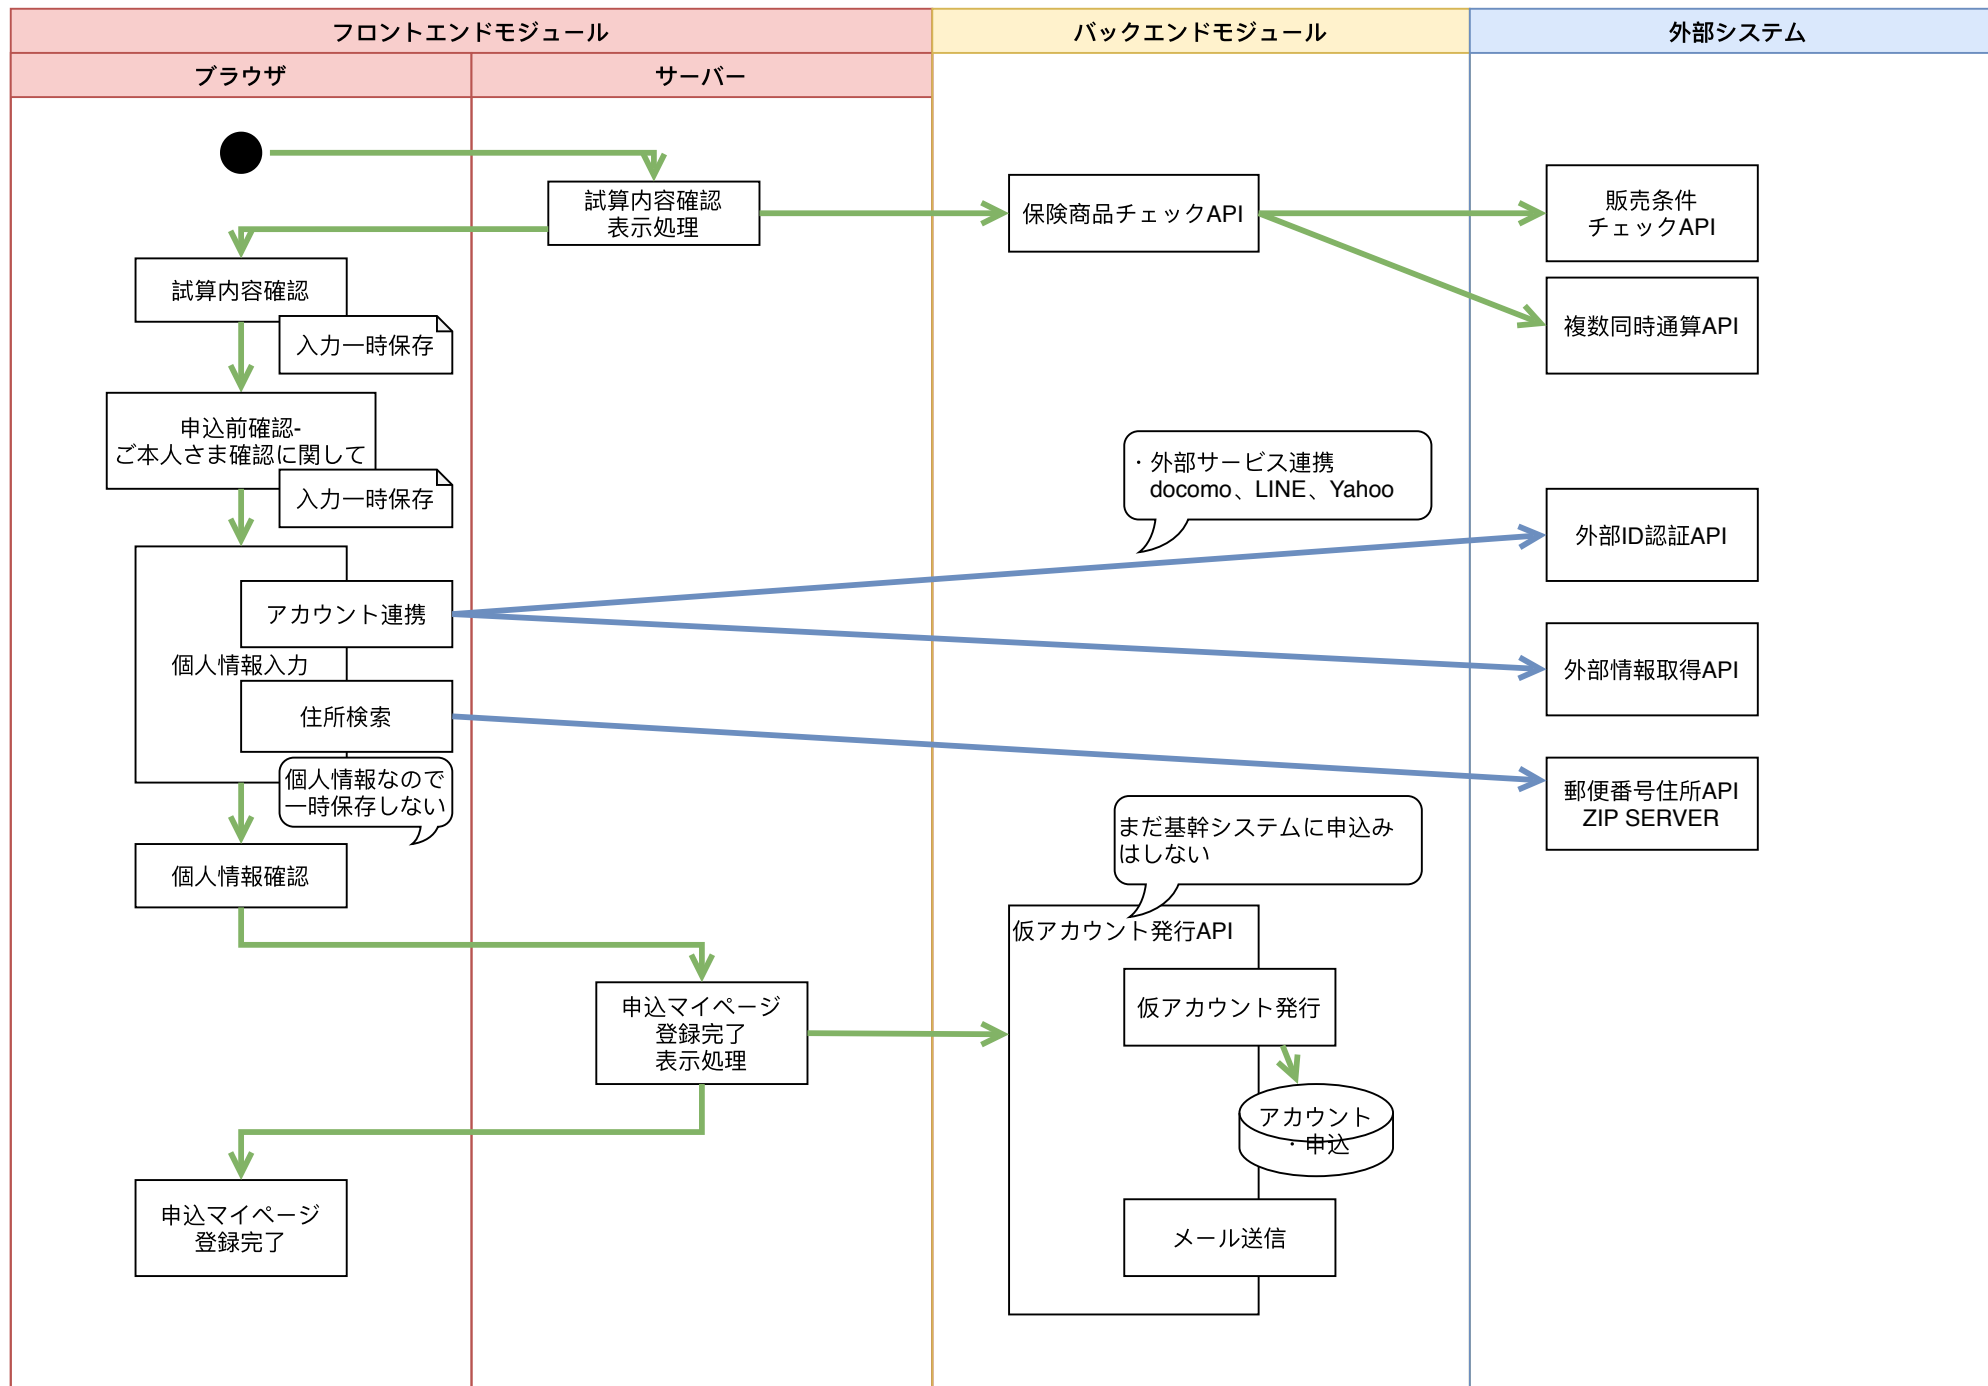 フロントエンドモジュール
バックエンドモジュール
外部システム
ブラウザ
サーバー
試算内容確認
表示処理
保険商品チェックAPI
販売条件
チェックAPI
試算内容確認
入力一時保存
複数同時通算API
申込前確認-
ご本人さま確認に関して
入力一時保存
・外部サービス連携
docomo、LINE、Yahoo
外部ID認証API
アカウント連携
個人情報入力
外部情報取得API
住所検索
個人情報なので
一時保存しない
郵便番号住所API
ZIP SERVER
まだ基幹システムに申込み
はしない
個人情報確認
仮アカウント発行API
申込マイページ
登録完了
表示処理
仮アカウント発行
アカウント
・申込
申込マイページ
登録完了
メール送信